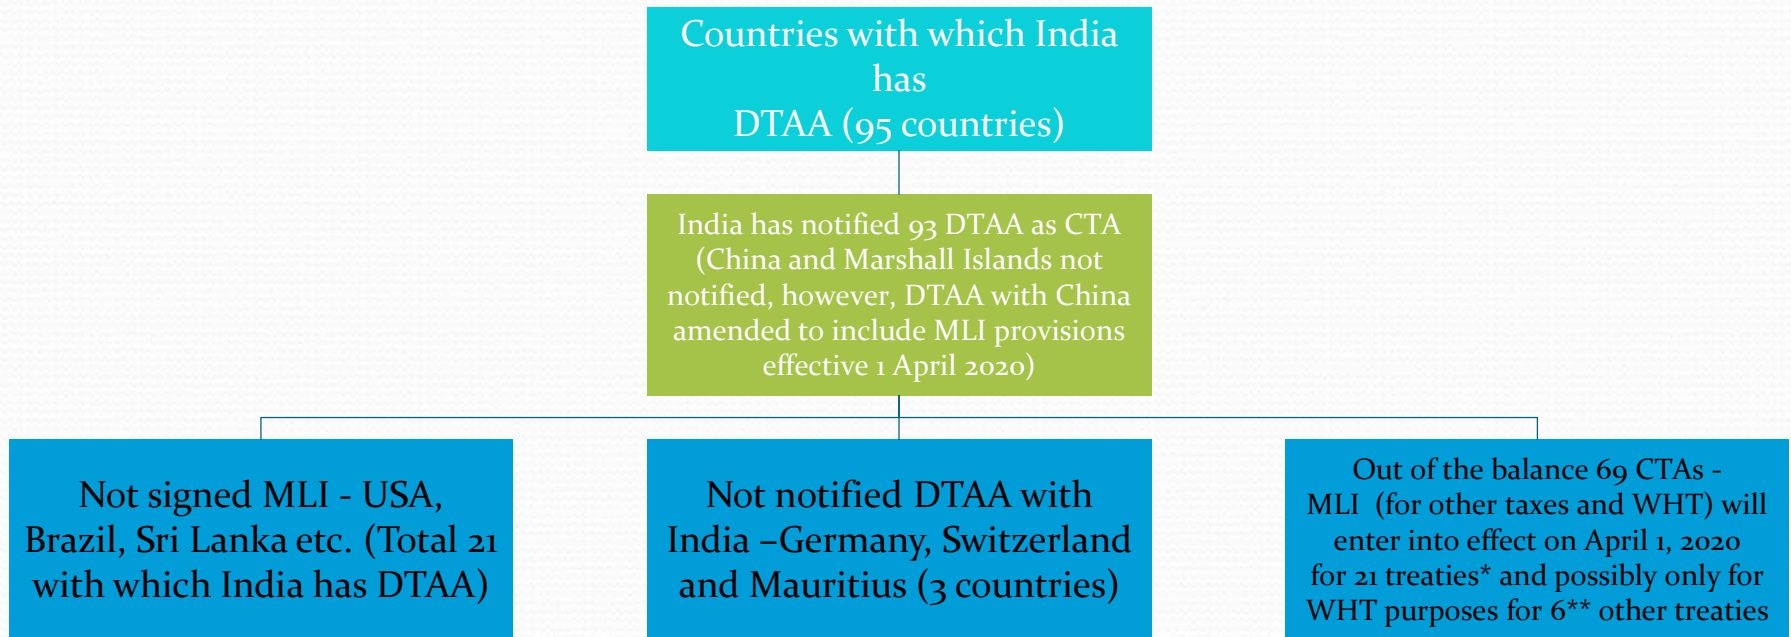 Countries with which India
has
DTAA (95 countries)
India has notified 93 DTAA as CTA
(China and Marshall Islands not
notified, however, DTAA with China
amended to include MLI provisions
effective 1 April 2020)
Not signed MLI - USA,
Brazil, Sri Lanka etc. (Total 21
with which India has DTAA)
Not notified DTAA with
India –Germany, Switzerland
and Mauritius (3 countries)
Out of the balance 69 CTAs -
MLI (for other taxes and WHT) will
enter into effect on April 1, 2020
for 21 treaties* and possibly only for
WHT purposes for 6** other treaties